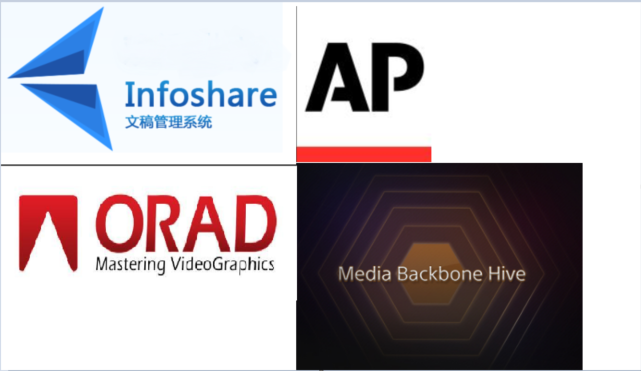 Infoshare
文稿管理系统
AP
ORAD
Mastering VideoGraphics
Media Backbone Hive